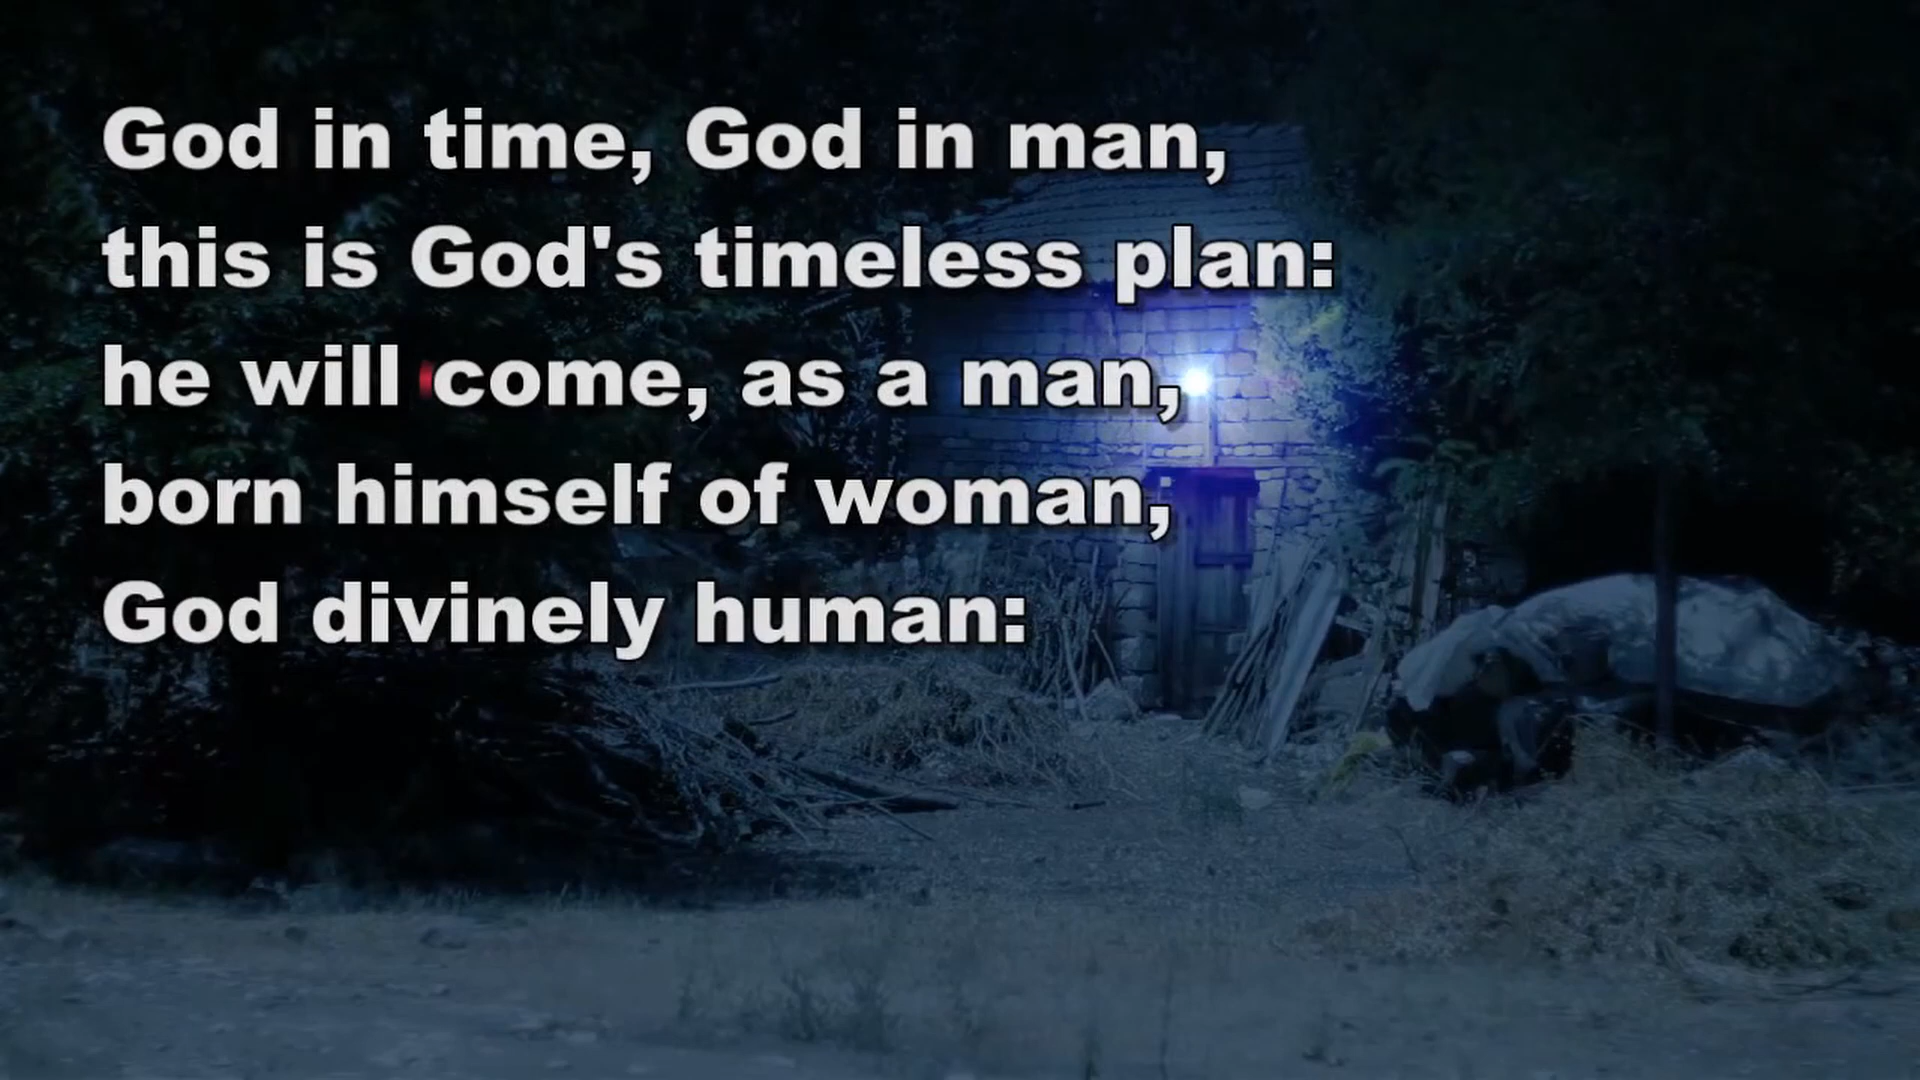 God in time, God in man,
this is God's timeless plan:
he will come, as a man,
born himself of woman,
God divinely human: